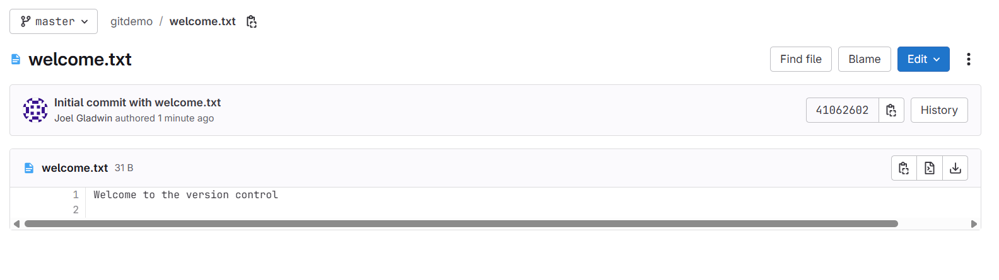 master gitdemo / welcome.txt
welcome.txt Find file Blame Edit
Initial commit with welcome.txt
Joel Gladwin authored 1 minute ago
41062602 History
welcome.txt 31 B
1 Welcome to the version control
2